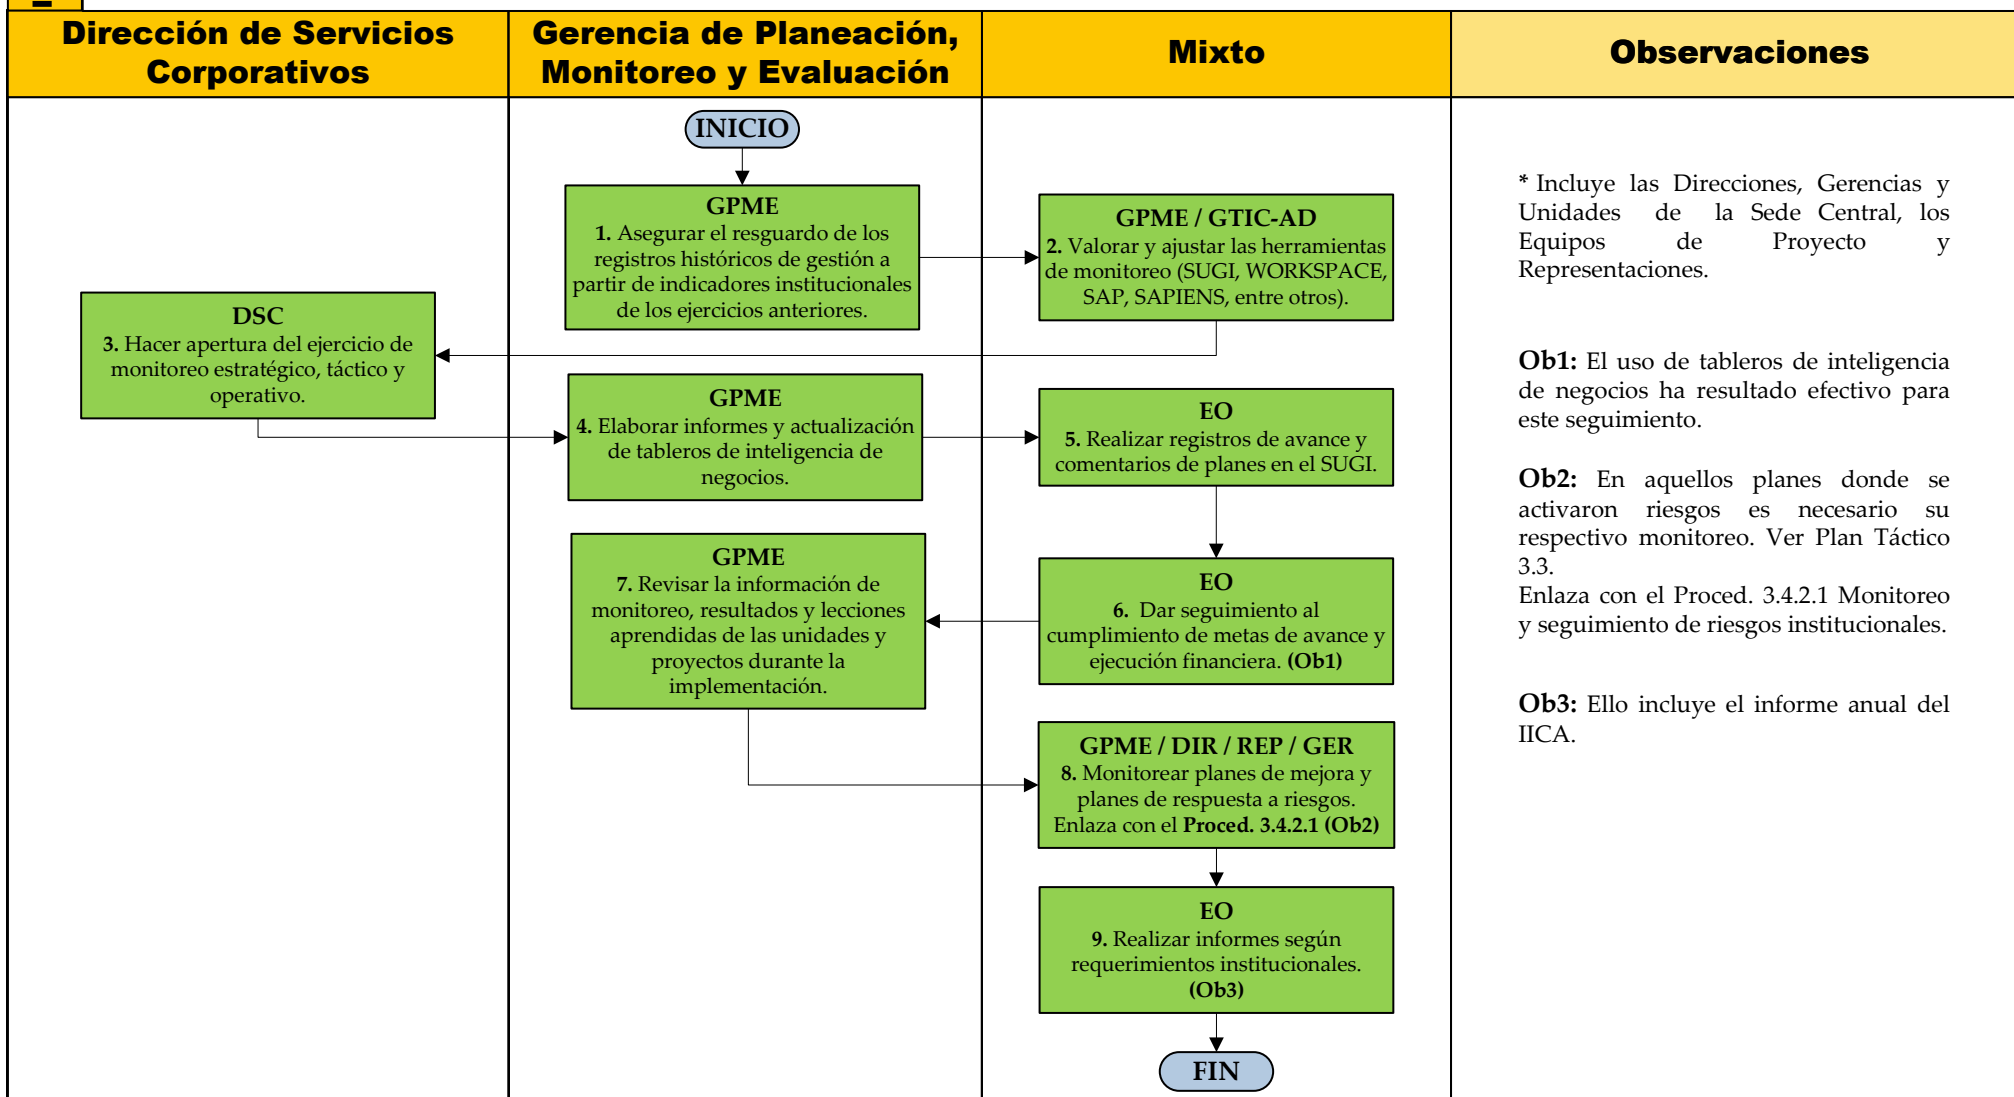 Dirección de Servicios
Corporativos
Gerencia de Planeación,
Monitoreo y Evaluación
Mixto
Observaciones
INICIO
GPME
1. Asegurar el resguardo de los
registros históricos de gestión a
partir de indicadores institucionales
de los ejercicios anteriores.
GPME / GTIC-AD
2. Valorar y ajustar las herramientas
de monitoreo (SUGI, WORKSPACE,
SAP, SAPIENS, entre otros).
DSC
3. Hacer apertura del ejercicio de
monitoreo estratégico, táctico y
operativo.
GPME
4. Elaborar informes y actualización
de tableros de inteligencia de
negocios.
EO
5. Realizar registros de avance y
comentarios de planes en el SUGI.
EO
6. Dar seguimiento al
cumplimiento de metas de avance y
ejecución financiera. (Ob1)
GPME
7. Revisar la información de
monitoreo, resultados y lecciones
aprendidas de las unidades y
proyectos durante la
implementación.
GPME / DIR / REP / GER
8. Monitorear planes de mejora y
planes de respuesta a riesgos.
Enlaza con el Proced. 3.4.2.1 (Ob2)
EO
9. Realizar informes según
requerimientos institucionales.
(Ob3)
FIN
* Incluye las Direcciones, Gerencias y
Unidades de la Sede Central, los
Equipos de Proyecto y
Representaciones.
Ob1: El uso de tableros de inteligencia
de negocios ha resultado efectivo para
este seguimiento.
Ob2: En aquellos planes donde se
activaron riesgos es necesario su
respectivo monitoreo. Ver Plan Táctico
3.3.
Enlaza con el Proced. 3.4.2.1 Monitoreo
y seguimiento de riesgos institucionales.
Ob3: Ello incluye el informe anual del
IICA.